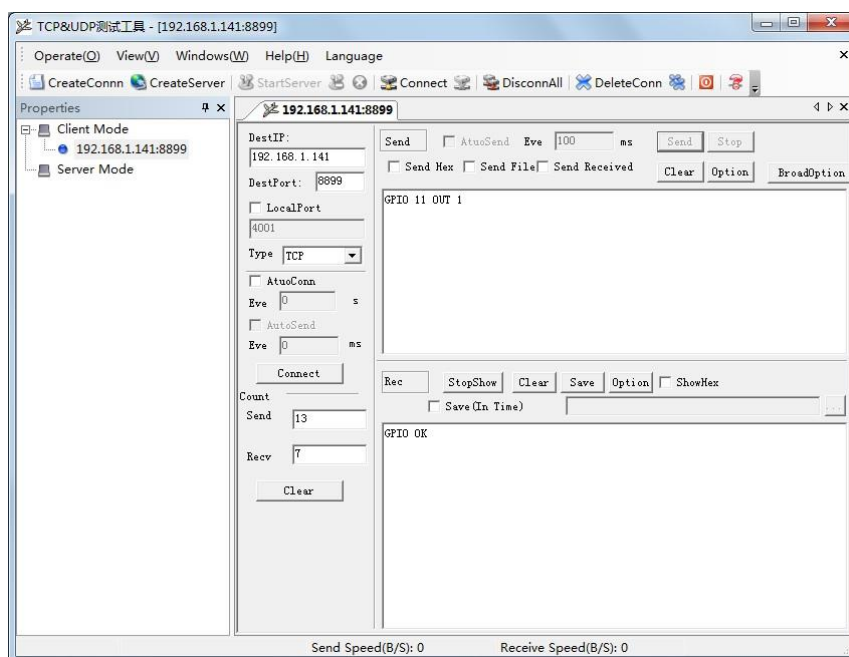 TCP&UDP测试工具 - [192.168.1.141:8899]
Operate(O) View(V) Windows(W) Help(H) Language
CreateConnn CreateServer StartServer Connect DisconnAll DeleteConn
Properties
Client Mode
192.168.1.141:8899
Server Mode
192.168.1.141:8899
DestIP:
192.168.1.141
DestPort: 8899
LocalPort
4001
Type TCP
AtuoConn
Eve 0 s
AutoSend
Eve 0 ms
Connect
Count
Send 13
Recv 7
Clear
Send AtuoSend Eve 100 ms Send Stop
Send Hex Send File Send Received Clear Option BroadOption
GPIO 11 OUT 1
Rec StopShow Clear Save Option ShowHex
Save(In Time) ...
GPIO OK
Send Speed(B/S): 0 Receive Speed(B/S): 0